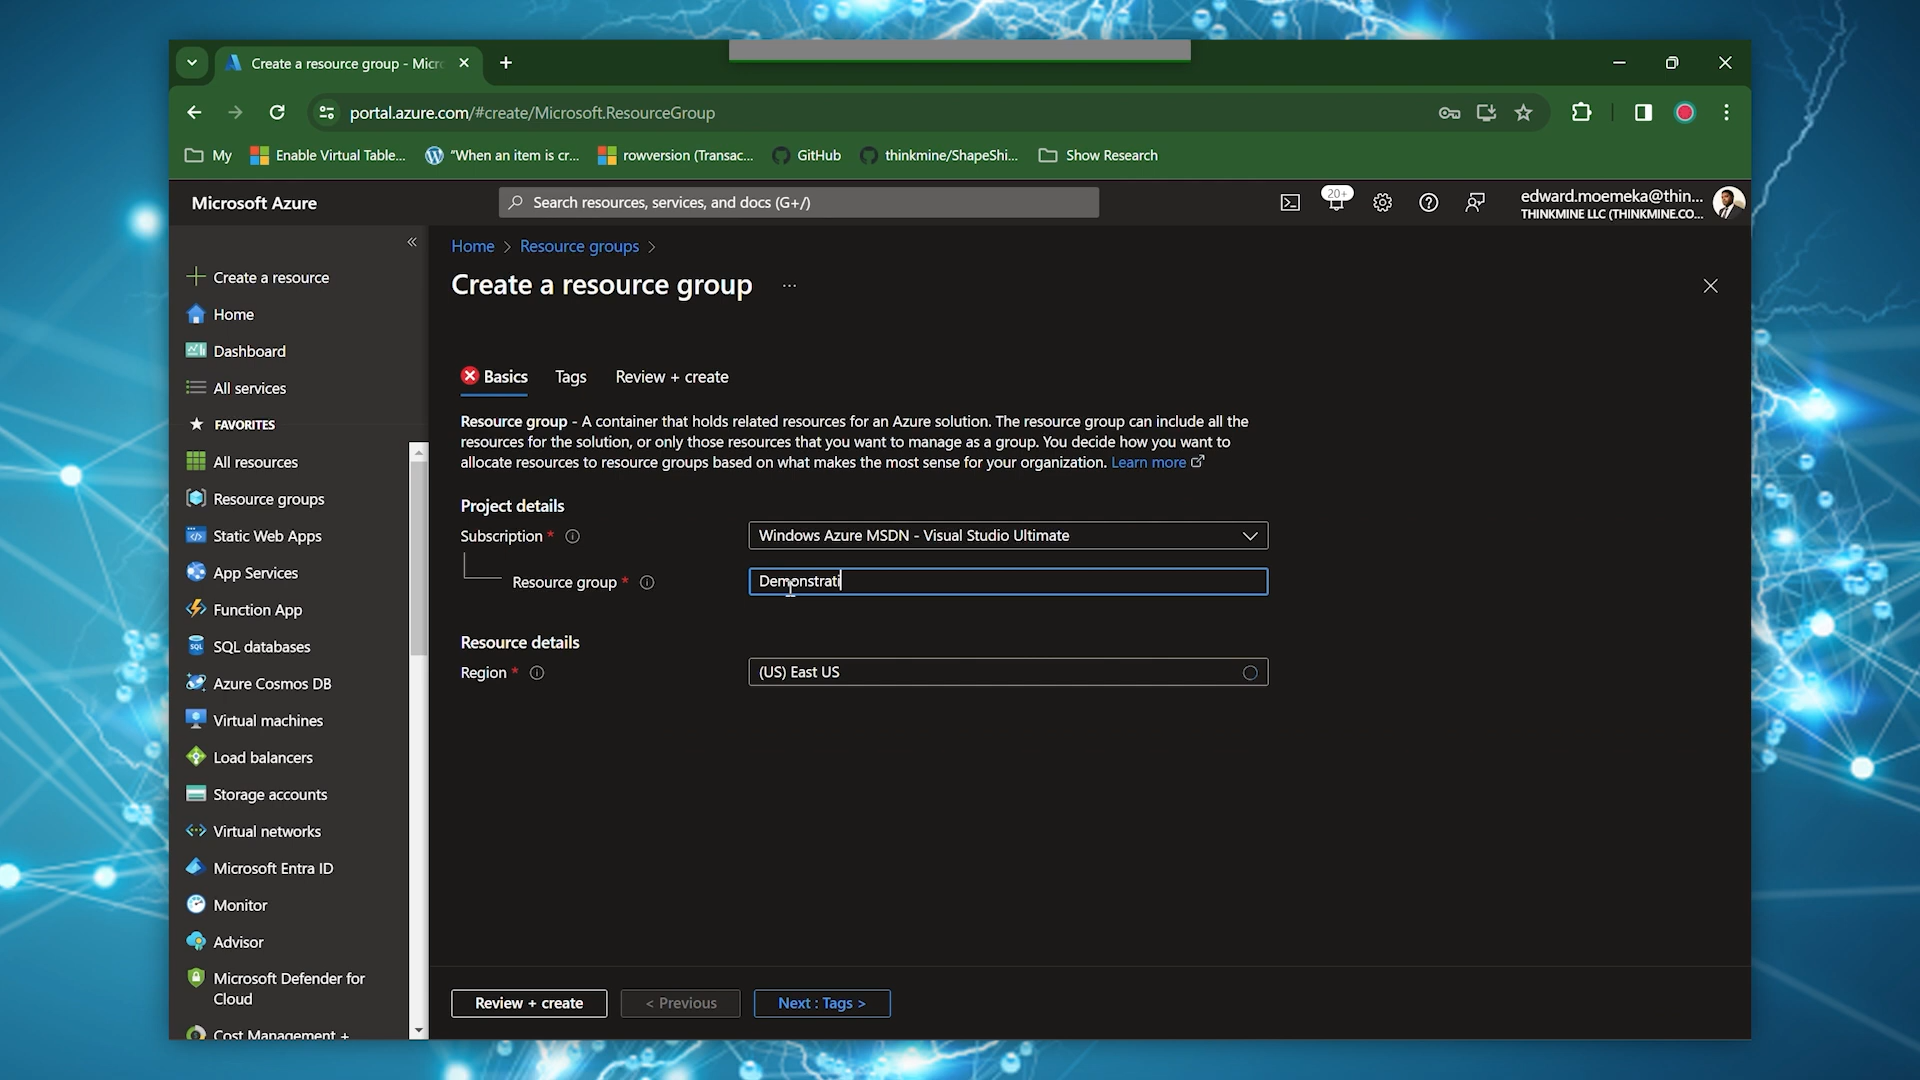 Create a resource group - Micr
portal.azure.com/#create/Microsoft.ResourceGroup
My
Enable Virtual Table...
"When an item is cr...
rowversion (Transac...
GitHub
thinkmine/ShapeShi...
Show Research
Microsoft Azure
Search resources, services, and docs (G+/)
20+
edward.moemeka@thin...
THINKMINE LLC (THINKMINE.CO...
Home > Resource groups >
Create a resource group ...
Create a resource
Home
Dashboard
All services
FAVORITES
All resources
Resource groups
Static Web Apps
App Services
Function App
SQL databases
Azure Cosmos DB
Virtual machines
Load balancers
Storage accounts
Virtual networks
Microsoft Entra ID
Monitor
Advisor
Microsoft Defender for
Cloud
Cost Management +
Basics
Tags
Review + create
Resource group - A container that holds related resources for an Azure solution. The resource group can include all the
resources for the solution, or only those resources that you want to manage as a group. You decide how you want to
allocate resources to resource groups based on what makes the most sense for your organization. Learn more
Project details
Subscription *
Windows Azure MSDN - Visual Studio Ultimate
Resource group *
Demonstrati
Resource details
Region *
(US) East US
Review + create
< Previous
Next : Tags >